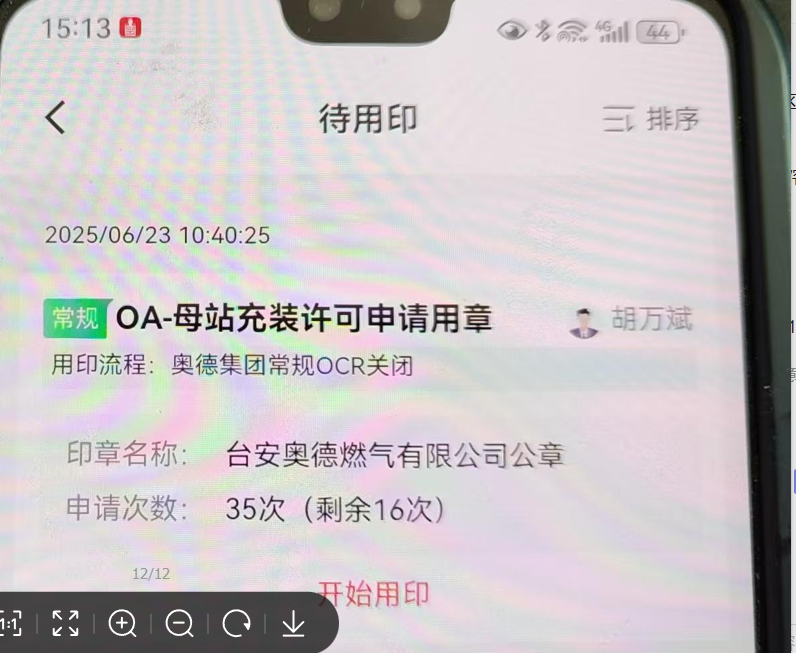 15:13 4G 44
待用印 排序
2025/06/23 10:40:25
常规 OA-母站充装许可申请用章 胡万斌
用印流程：奥德集团常规OCR关闭
印章名称：台安奥德燃气有限公司公章
申请次数：35次（剩余16次）
12/12
开始用印
1:1